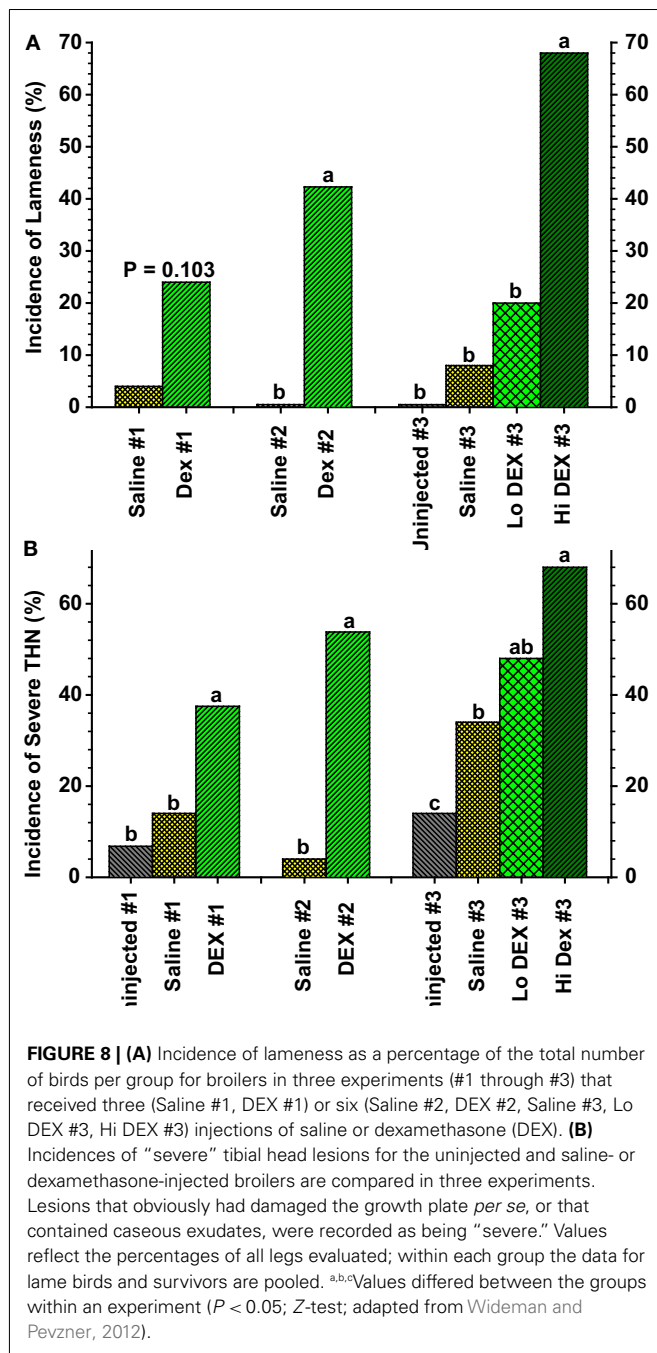 A
70
60
50
40
30
20
10
0
70
60
50
40
30
20
10
0
Incidence of Lameness (%)
P = 0.103
a
b
b
b
b
a
Saline #1
Dex #1
Saline #2
Dex #2
Jninjected #3
Saline #3
Lo DEX #3
Hi DEX #3
B
60
40
20
0
60
40
20
0
Incidence of Severe THN (%)
b
b
a
b
a
c
b
ab
a
ninjected #1
Saline #1
DEX #1
Saline #2
DEX #2
ninjected #3
Saline #3
Lo DEX #3
Hi Dex #3
FIGURE 8 | (A) Incidence of lameness as a percentage of the total number
of birds per group for broilers in three experiments (#1 through #3) that
received three (Saline #1, DEX #1) or six (Saline #2, DEX #2, Saline #3, Lo
DEX #3, Hi DEX #3) injections of saline or dexamethasone (DEX). (B)
Incidences of “severe” tibial head lesions for the uninjected and saline- or
dexamethasone-injected broilers are compared in three experiments.
Lesions that obviously had damaged the growth plate per se, or that
contained caseous exudates, were recorded as being “severe.” Values
reflect the percentages of all legs evaluated; within each group the data for
lame birds and survivors are pooled. a,b,cValues differed between the groups
within an experiment (P < 0.05; Z-test; adapted from Wideman and
Pevzner, 2012).